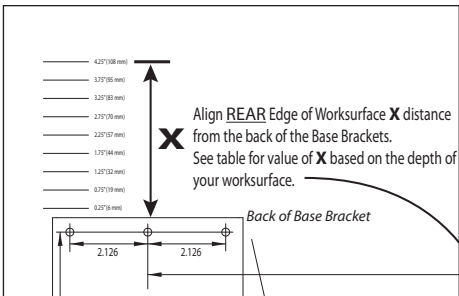 4.25"(108 mm)
3.75"(95 mm)
3.25"(83 mm)
2.75"(70 mm)
2.25"(57 mm)
1.75"(44 mm)
1.25"(32 mm)
0.75"(19 mm)
0.25"(6 mm)
X
Align REAR Edge of Worksurface X distance
from the back of the Base Brackets.
See table for value of X based on the depth of
your worksurface.
Back of Base Bracket
2.126
2.126